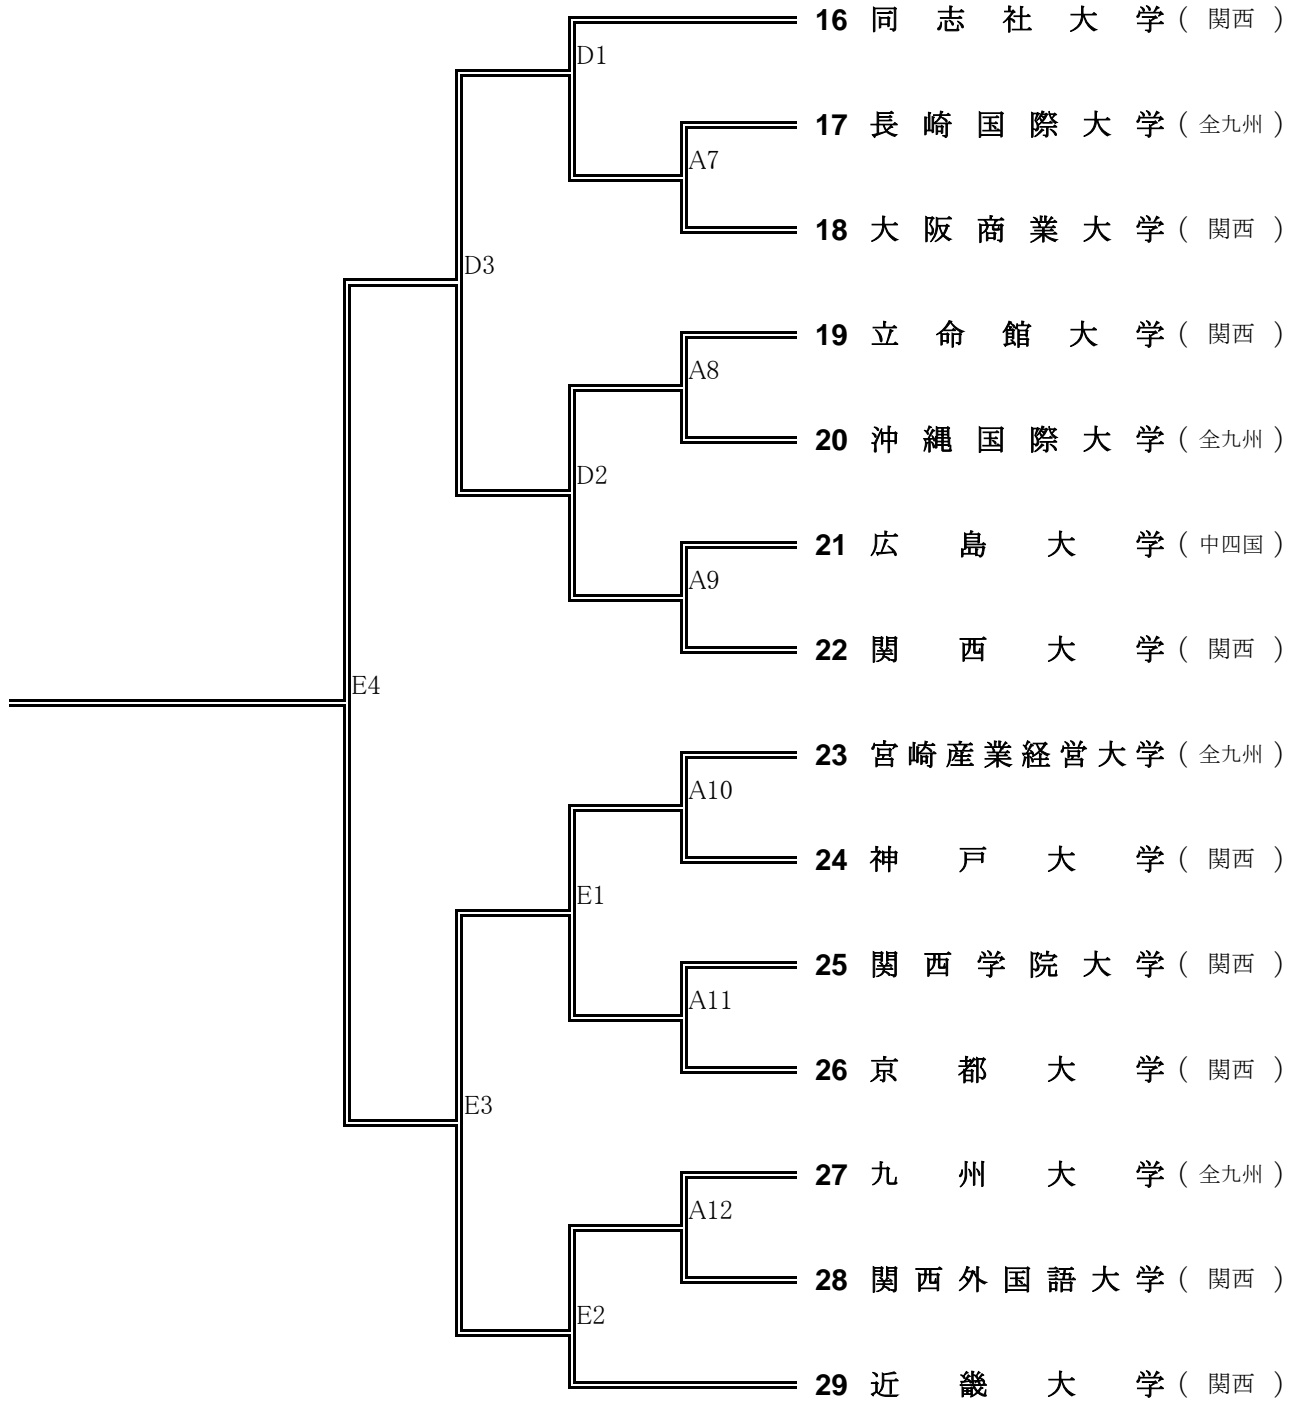 16 同志社大学 ( 関西 )
D1
17 長崎国際大学 ( 全九州 )
A7
18 大阪商業大学 ( 関西 )
D3
19 立命館大学 ( 関西 )
A8
20 沖縄国際大学 ( 全九州 )
D2
21 広島大学 ( 中四国 )
A9
22 関西大学 ( 関西 )
E4
23 宮崎産業経営大学 ( 全九州 )
A10
24 神戸大学 ( 関西 )
E1
25 関西学院大学 ( 関西 )
A11
26 京都大学 ( 関西 )
E3
27 九州大学 ( 全九州 )
A12
28 関西外国語大学 ( 関西 )
E2
29 近畿大学 ( 関西 )